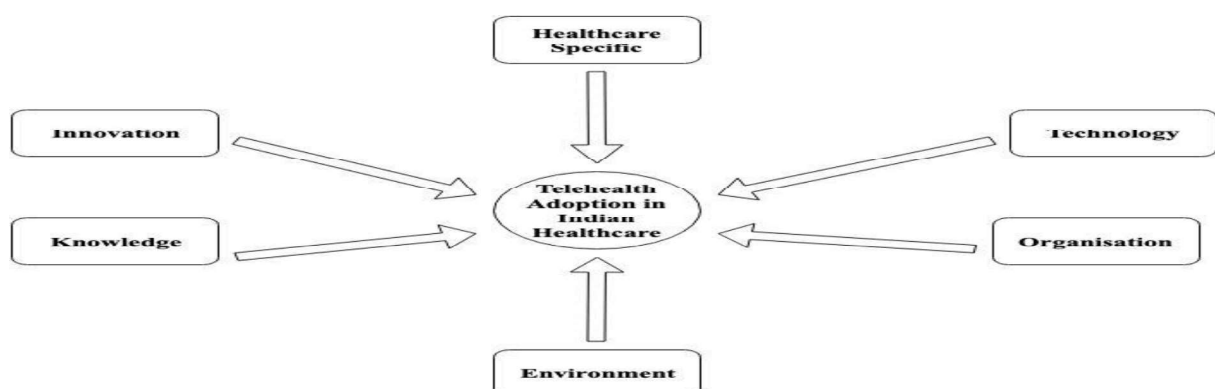 Healthcare
Specific
Innovation
Technology
Telehealth
Adoption in
Indian
Healthcare
Knowledge
Organisation
Environment